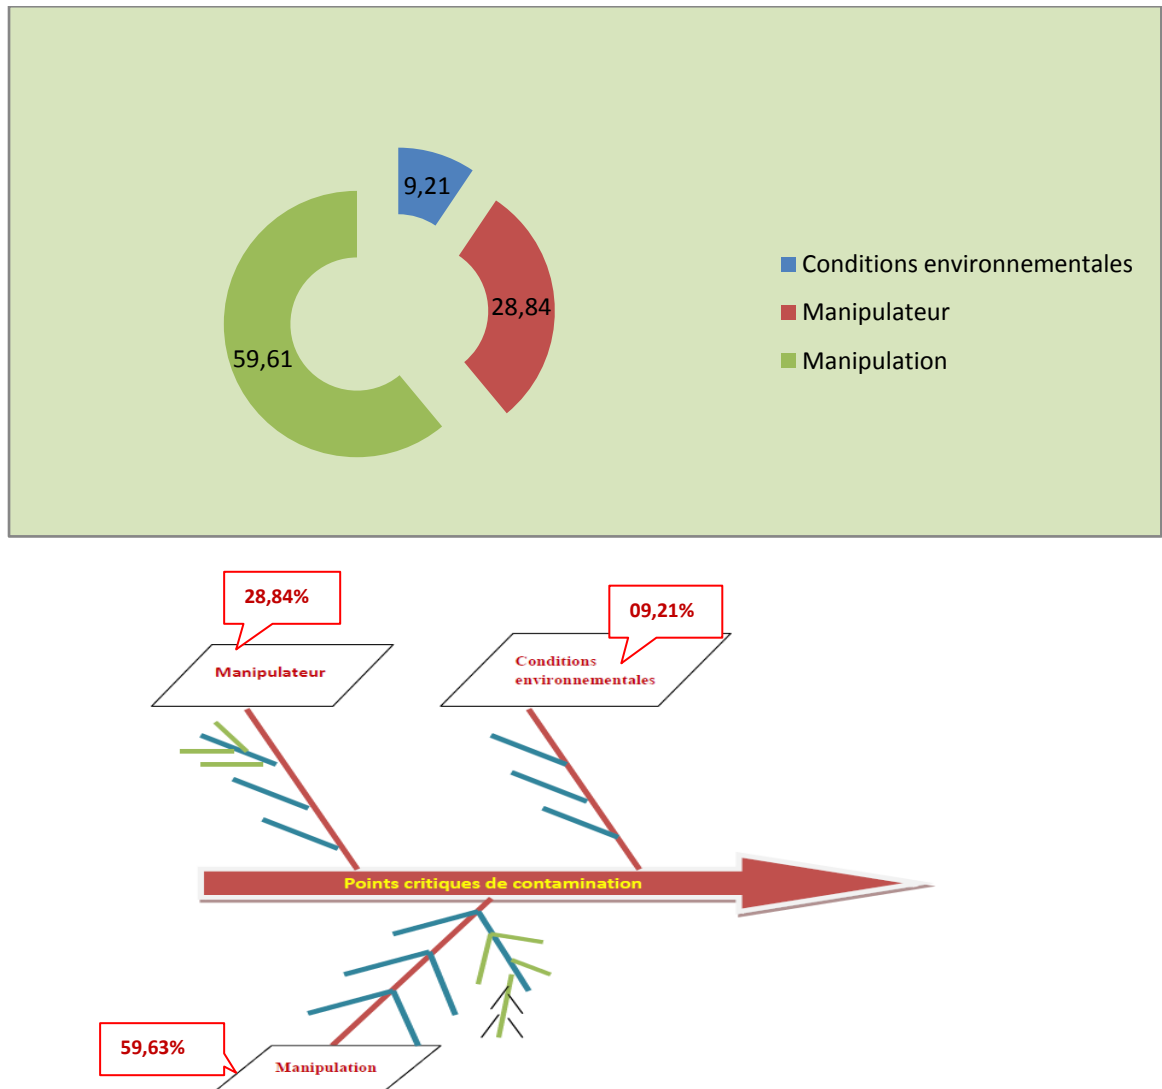 9,21
28,84
59,61
Conditions environnementales
Manipulateur
Manipulation
28,84%
09,21%
Manipulateur
Conditions
environnementales
Points critiques de contamination
59,63%
Manipulation